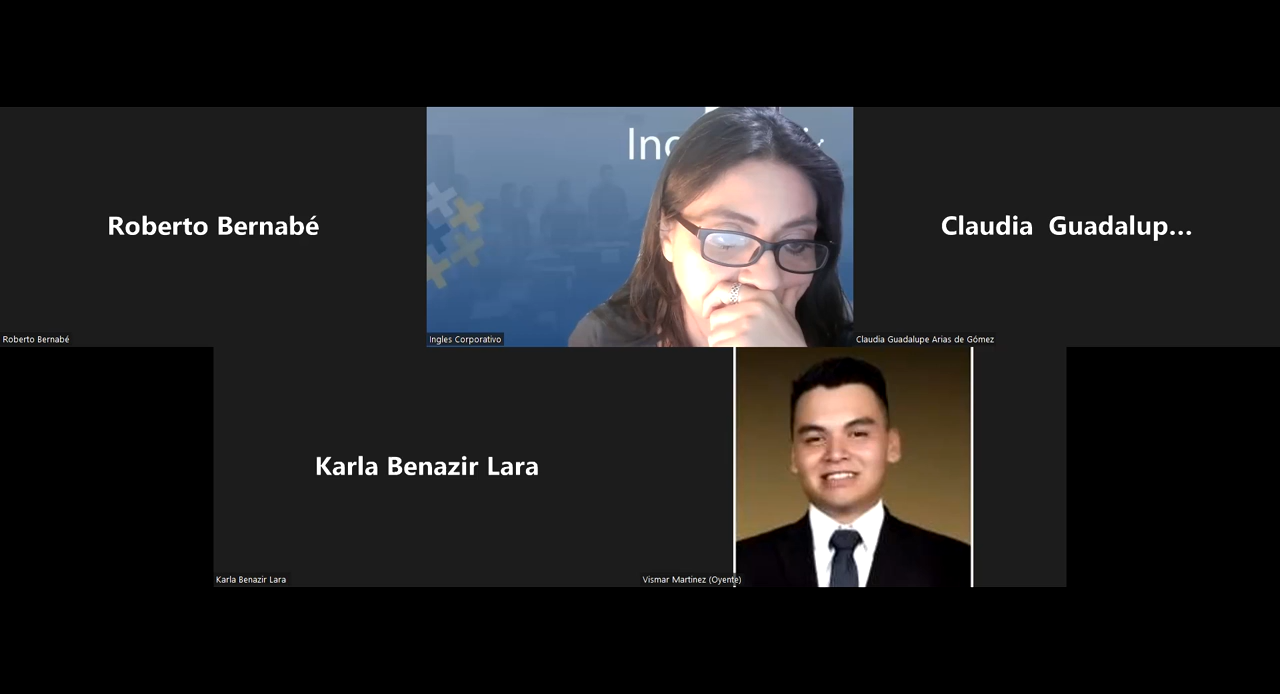 Roberto Bernabé
Roberto Bernabé
Ingles Corporativo
Claudia Guadalup...
Claudia Guadalupe Arias de Gómez
Karla Benazir Lara
Karla Benazir Lara
Vismar Martinez (Oyente)